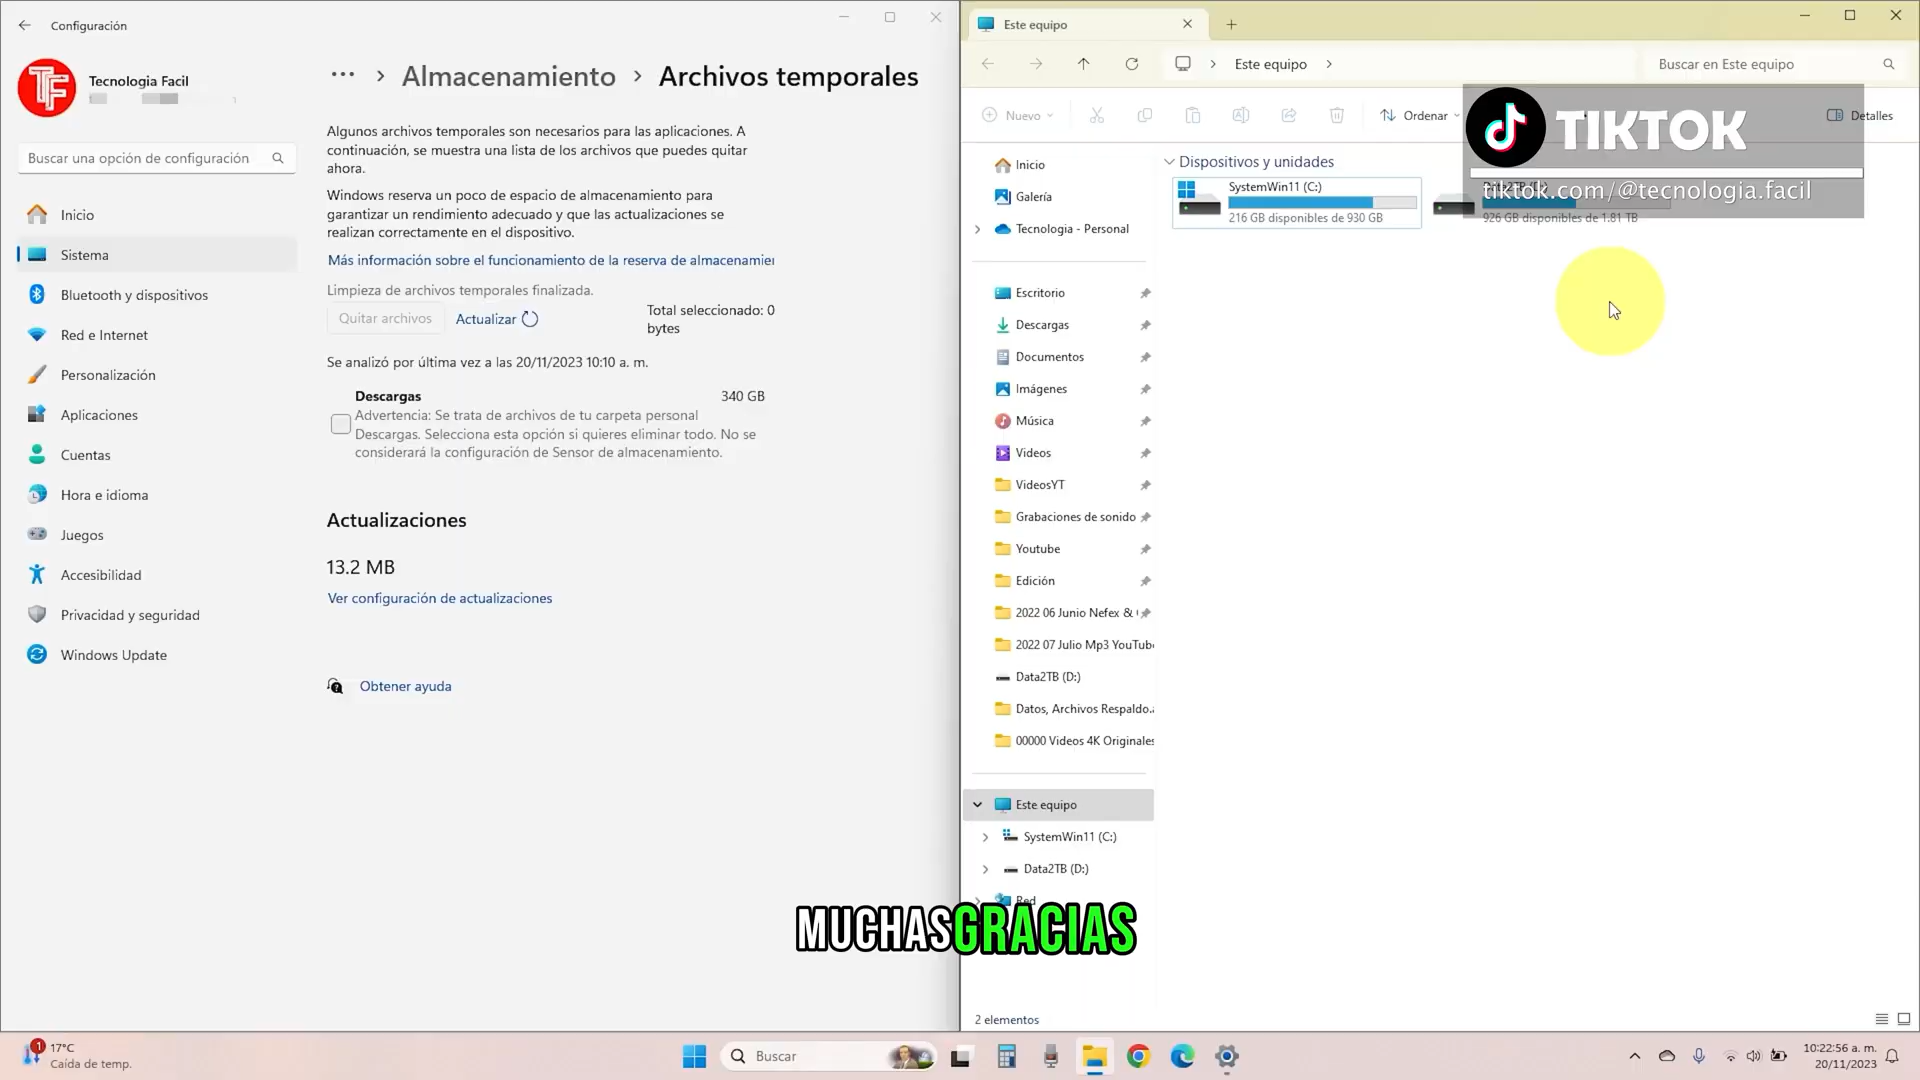 Configuración
Tecnologia Facil
Buscar una opción de configuración
Inicio
Sistema
Bluetooth y dispositivos
Red e Internet
Personalización
Aplicaciones
Cuentas
Hora e idioma
Juegos
Accesibilidad
Privacidad y seguridad
Windows Update
... > Almacenamiento > Archivos temporales
Algunos archivos temporales son necesarios para las aplicaciones. A
continuación, se muestra una lista de los archivos que puedes quitar
ahora.
Windows reserva un poco de espacio de almacenamiento para
garantizar un rendimiento adecuado y que las actualizaciones se
realizan correctamente en el dispositivo.
Más información sobre el funcionamiento de la reserva de
Limpieza de archivos temporales finalizada.
Quitar archivos
Actualizar
Total seleccionado: 0
bytes
Se analizó por última vez a las 20/11/2023 10:10 a. m.
Descargas 340 GB
Advertencia: Se trata de archivos de tu carpeta personal
Descargas. Selecciona esta opción si quieres eliminar todo. No se
considerará la configuración de Sensor de almacenamiento.
Actualizaciones
13.2 MB
Ver configuración de actualizaciones
Obtener ayuda
Este equipo
Este equipo
Buscar en Este equipo
Nuevo
Ordenar
Detalles
TIKTOK
tiktok.com/@tecnologia.facil
Inicio
Galería
Tecnologia - Personal
Escritorio
Descargas
Documentos
Imágenes
Música
Videos
VideosYT
Grabaciones de sonido
Youtube
Edición
2022 06 Junio Nefex &
2022 07 Julio Mp3
Data2TB (D:)
Datos, Archivos
00000 Videos 4K Originales
Este equipo
SystemWin11 (C:)
Data2TB (D:)
Red
Dispositivos y unidades
SystemWin11 (C:)
216 GB disponibles de 930 GB
926 GB disponibles de 1.81 TB
MUCHAS GRACIAS
2 elementos
1
17°C
Caída de temp.
Buscar
10:22:56 a. m.
20/11/2023